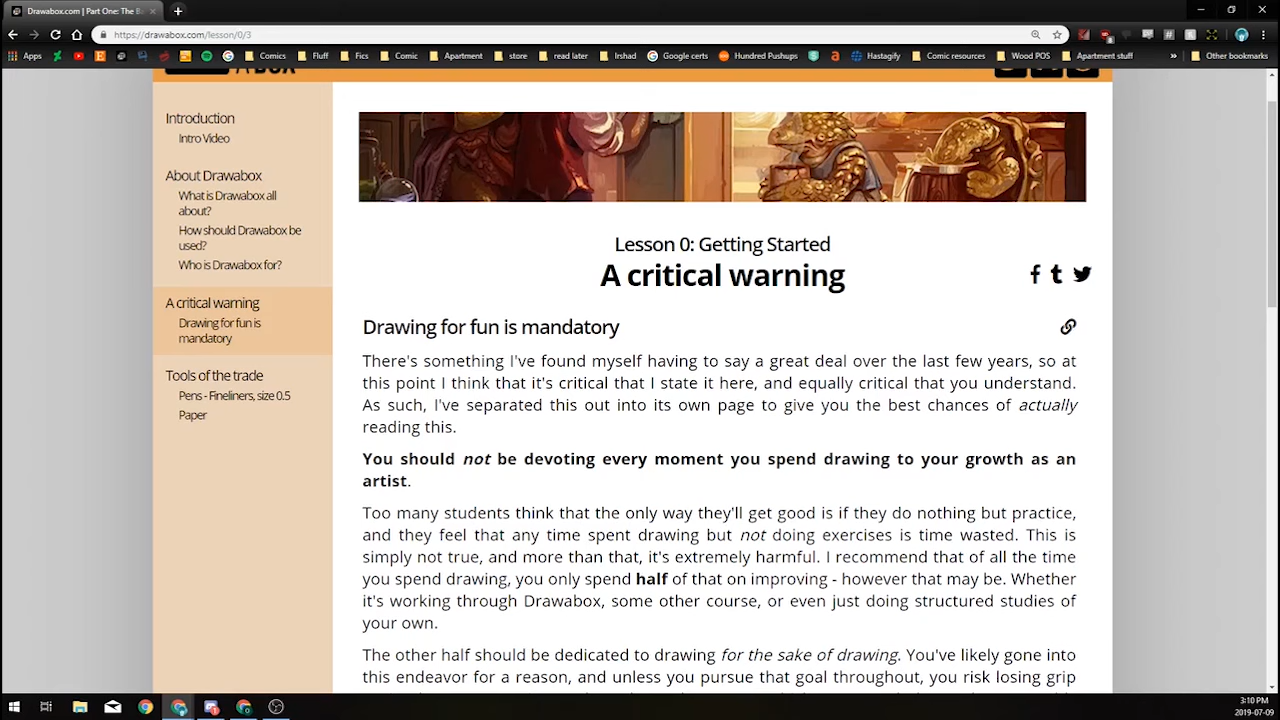 Drawabox.com | Part One: The B
https://drawabox.com/lesson/0/3
Apps
Comics
Fluff
Fics
Comic
Apartment
store
read later
Irshad
Google certs
Hundred Pushups
Hastagify
Comic resources
Wood POS
Apartment stuff
»
Other bookmarks
Introduction
Intro Video
About Drawabox
What is Drawabox all
about?
How should Drawabox be
used?
Who is Drawabox for?
A critical warning
Drawing for fun is
mandatory
Tools of the trade
Pens - Fineliners, size 0.5
Paper
Lesson 0: Getting Started
A critical warning
Drawing for fun is mandatory
There's something I've found myself having to say a great deal over the last few years, so at
this point I think that it's critical that I state it here, and equally critical that you understand.
As such, I've separated this out into its own page to give you the best chances of actually
reading this.
You should not be devoting every moment you spend drawing to your growth as an
artist.
Too many students think that the only way they'll get good is if they do nothing but practice,
and they feel that any time spent drawing but not doing exercises is time wasted. This is
simply not true, and more than that, it's extremely harmful. I recommend that of all the time
you spend drawing, you only spend half of that on improving - however that may be. Whether
it's working through Drawabox, some other course, or even just doing structured studies of
your own.
The other half should be dedicated to drawing for the sake of drawing. You've likely gone into
this endeavor for a reason, and unless you pursue that goal throughout, you risk losing grip
3:10 PM
2019-07-09